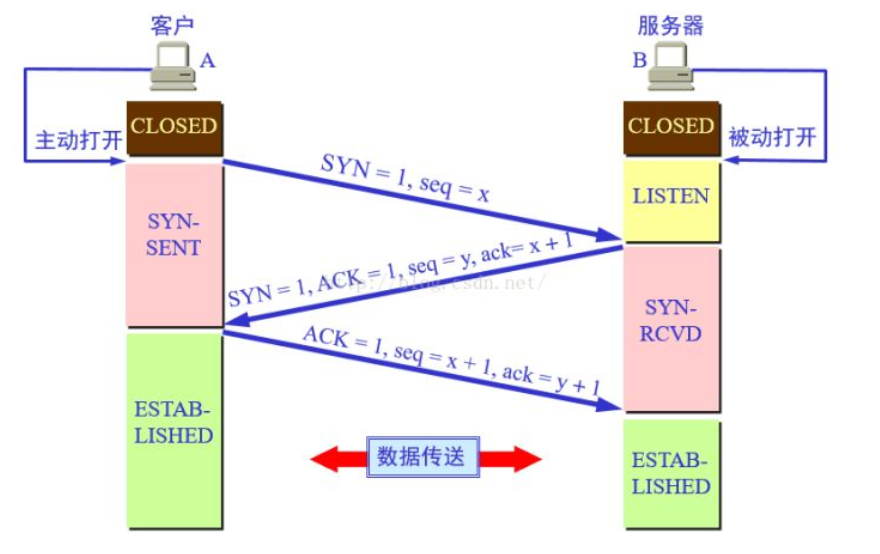 客户
服务器
A
B
CLOSED
CLOSED
主动打开
被动打开
SYN = 1, seq = x
LISTEN
SYN-
SENT
SYN = 1, ACK = 1, seq = y, ack= x + 1
http://blog.csdn.net/
SYN-
RCVD
ACK = 1, seq = x + 1, ack = y + 1
ESTAB-
LISHED
数据传送
ESTAB-
LISHED